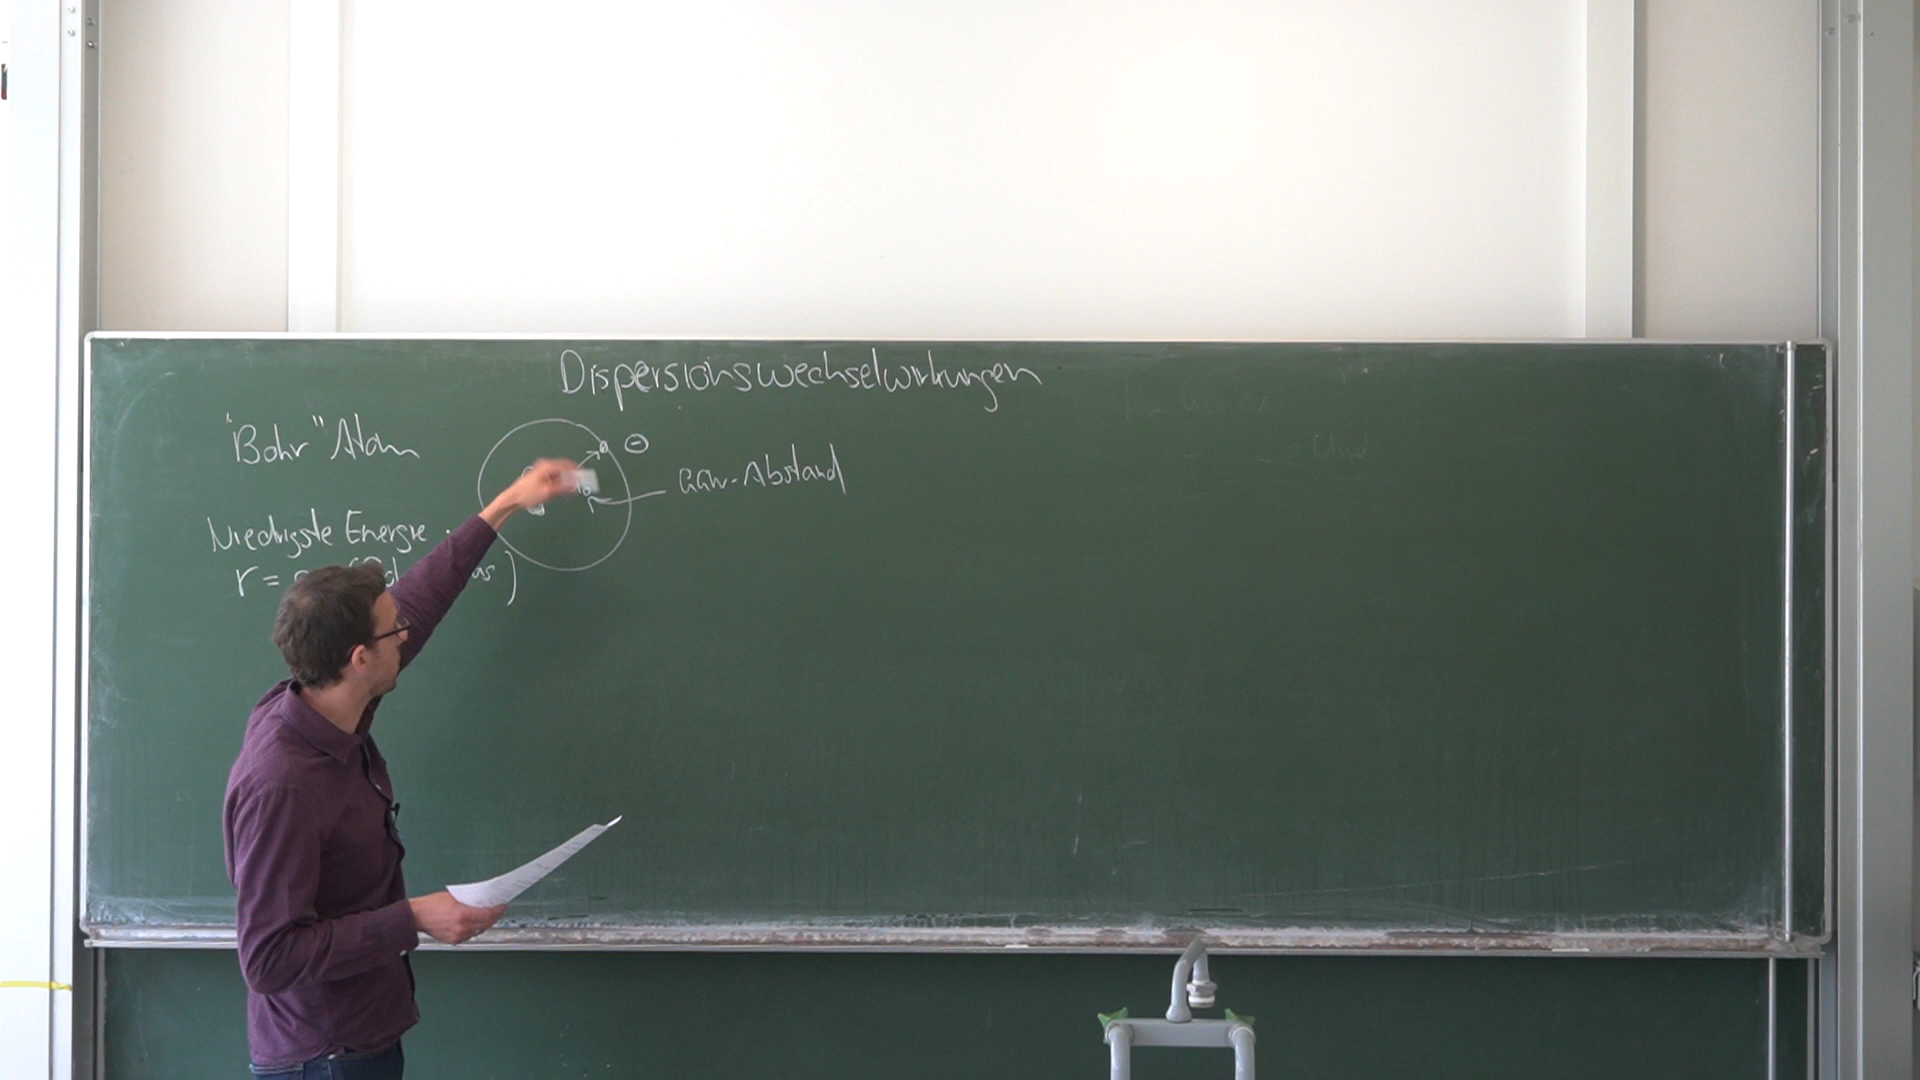 Dispersionswechselwirkungen
"Bohr" Atom
⊖
GGW-Abstand
Niedrigste Energie
r =